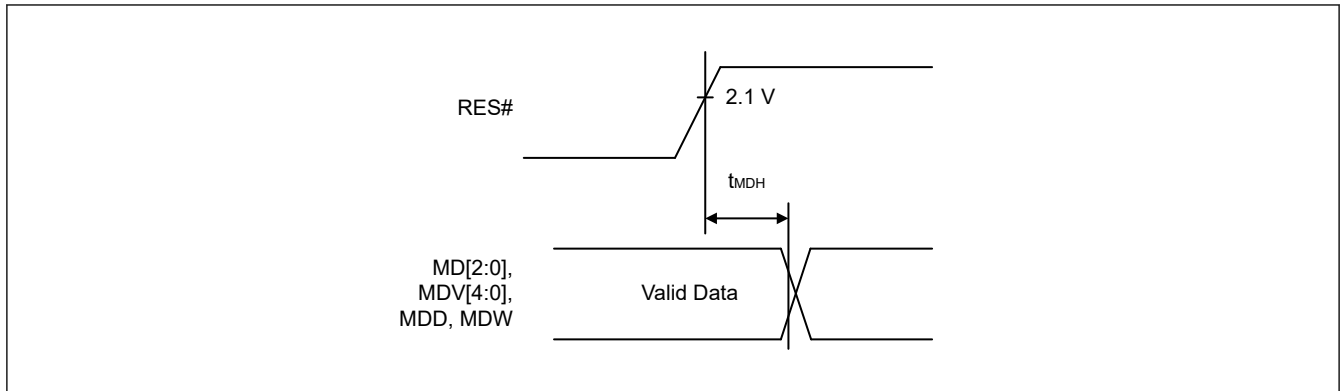 RES#
2.1 V
tMDH
MD[2:0],
MDV[4:0],
MDD, MDW
Valid Data